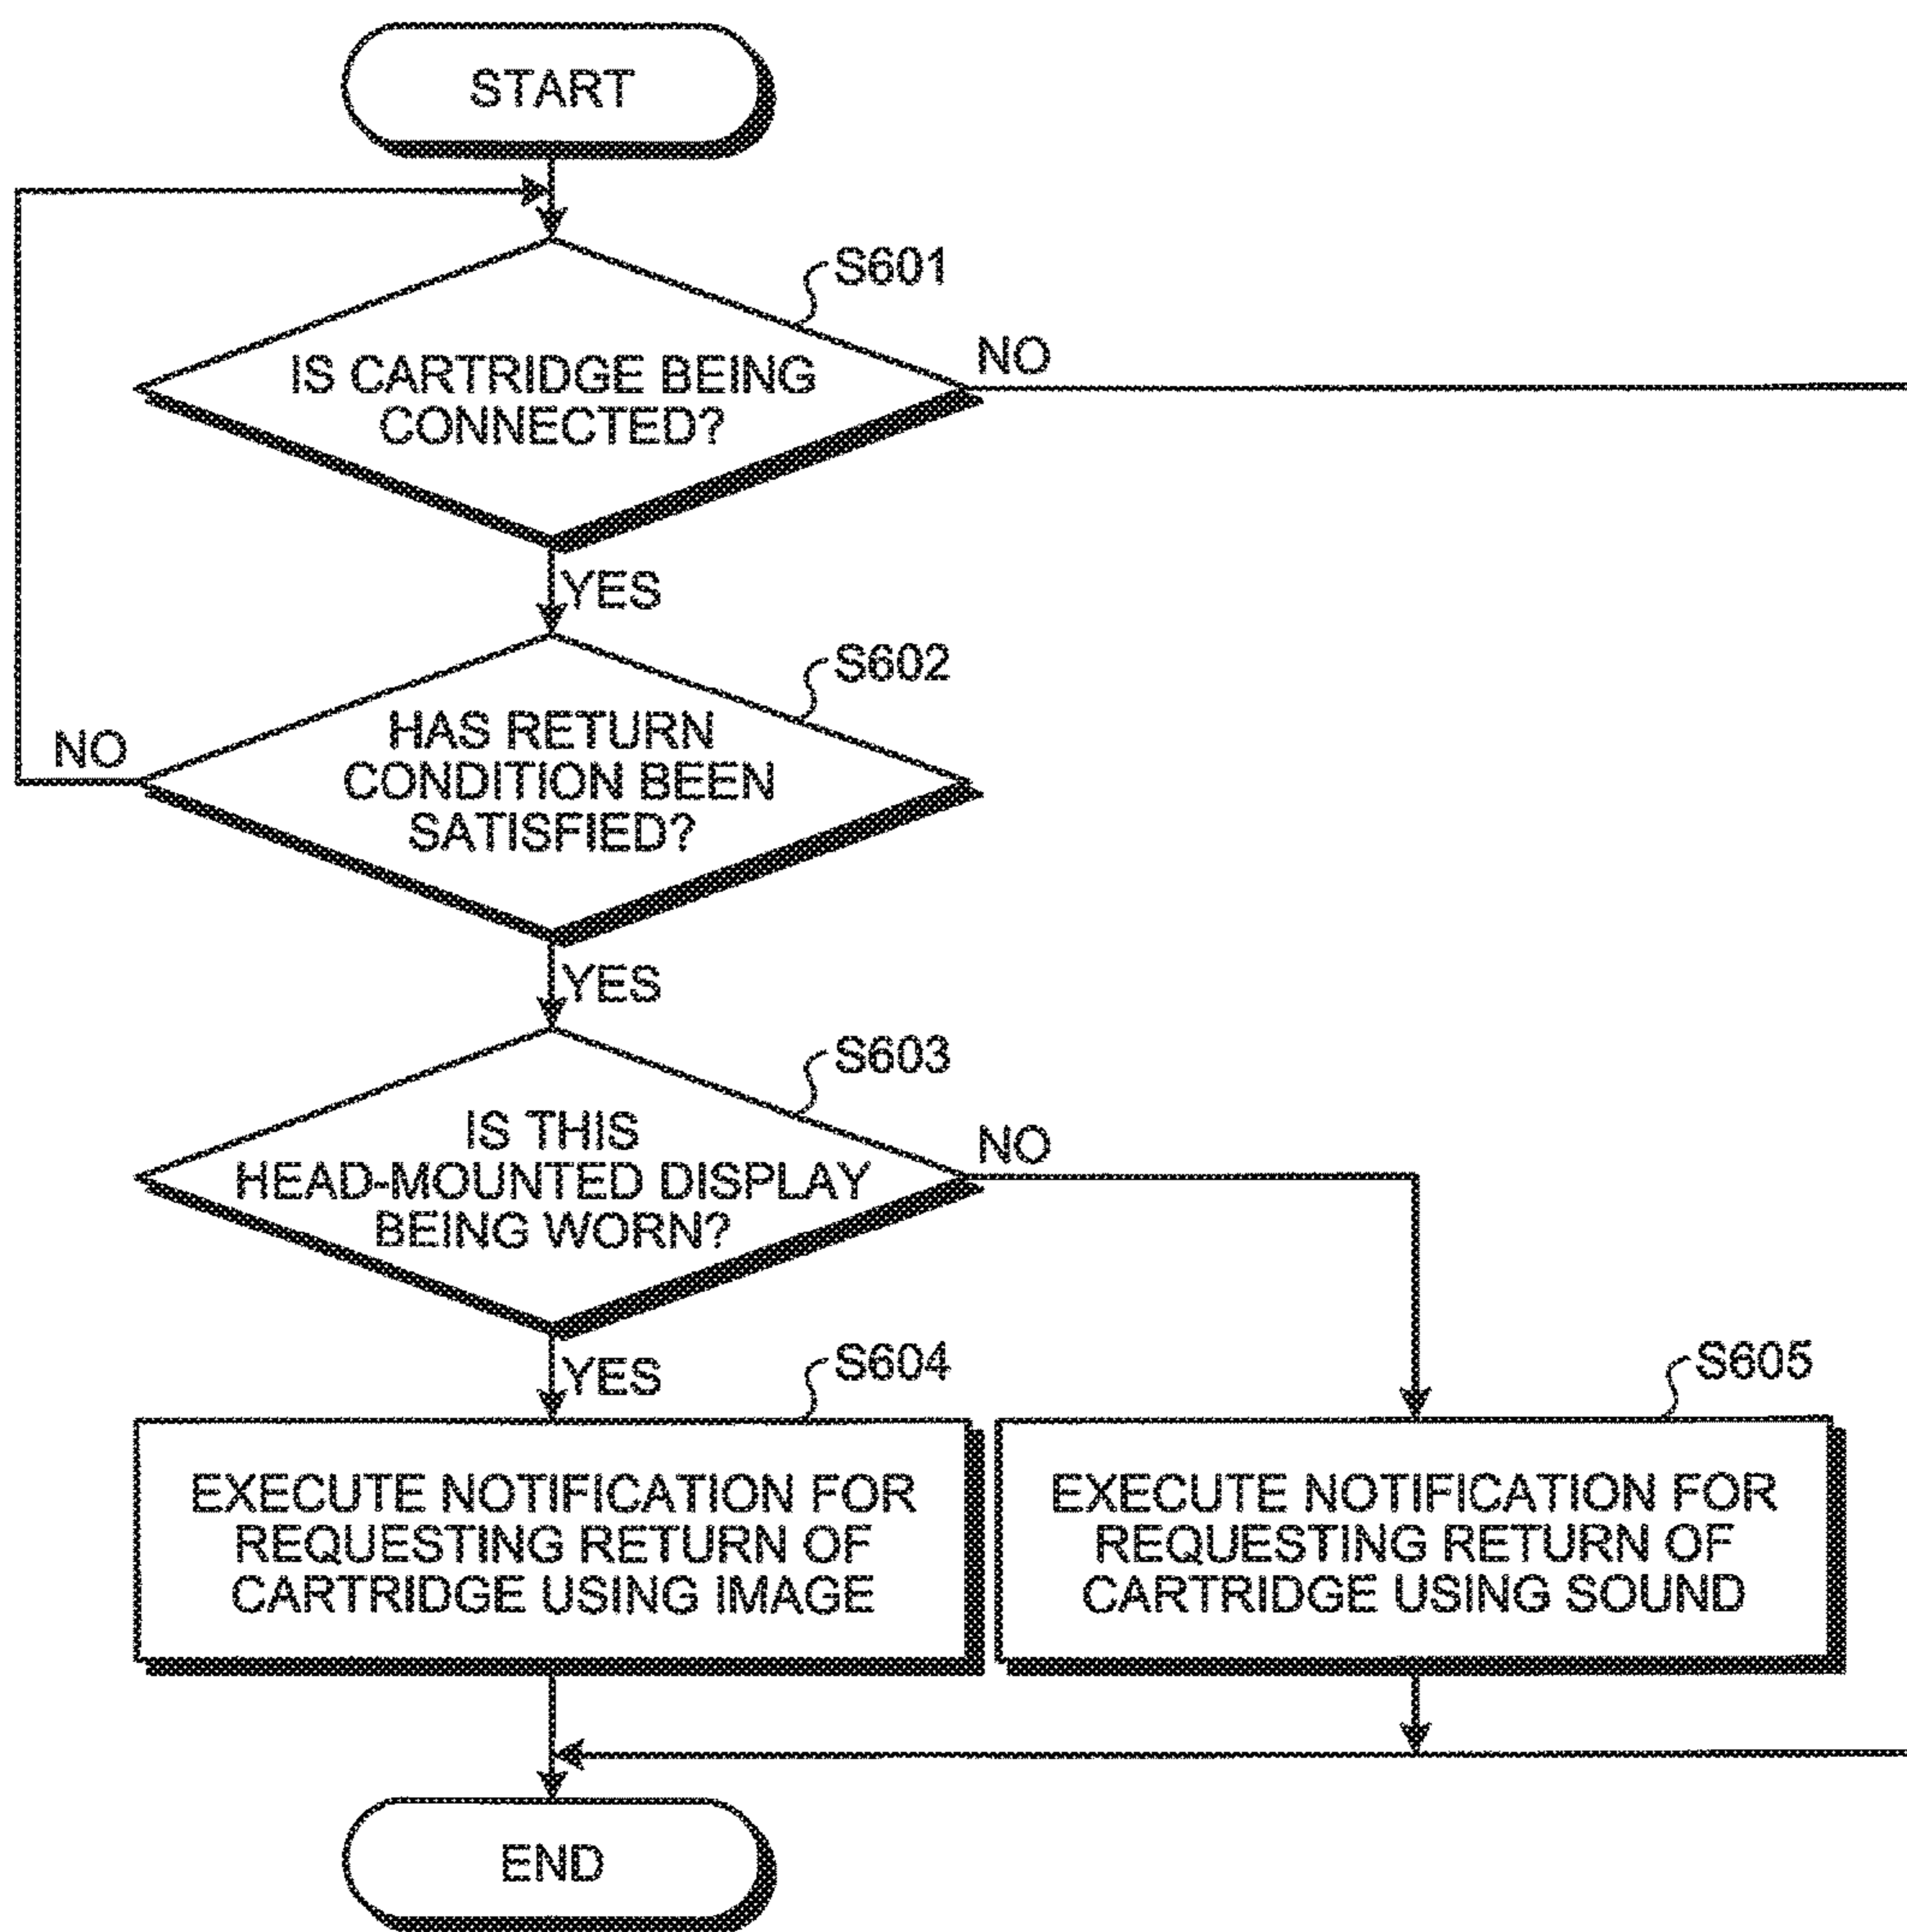 START
S601
IS CARTRIDGE BEING
CONNECTED?
NO
YES
S602
HAS RETURN
CONDITION BEEN
SATISFIED?
NO
YES
S603
IS THIS
HEAD-MOUNTED DISPLAY
BEING WORN?
NO
YES
S604
EXECUTE NOTIFICATION FOR
REQUESTING RETURN OF
CARTRIDGE USING IMAGE
S605
EXECUTE NOTIFICATION FOR
REQUESTING RETURN OF
CARTRIDGE USING SOUND
END